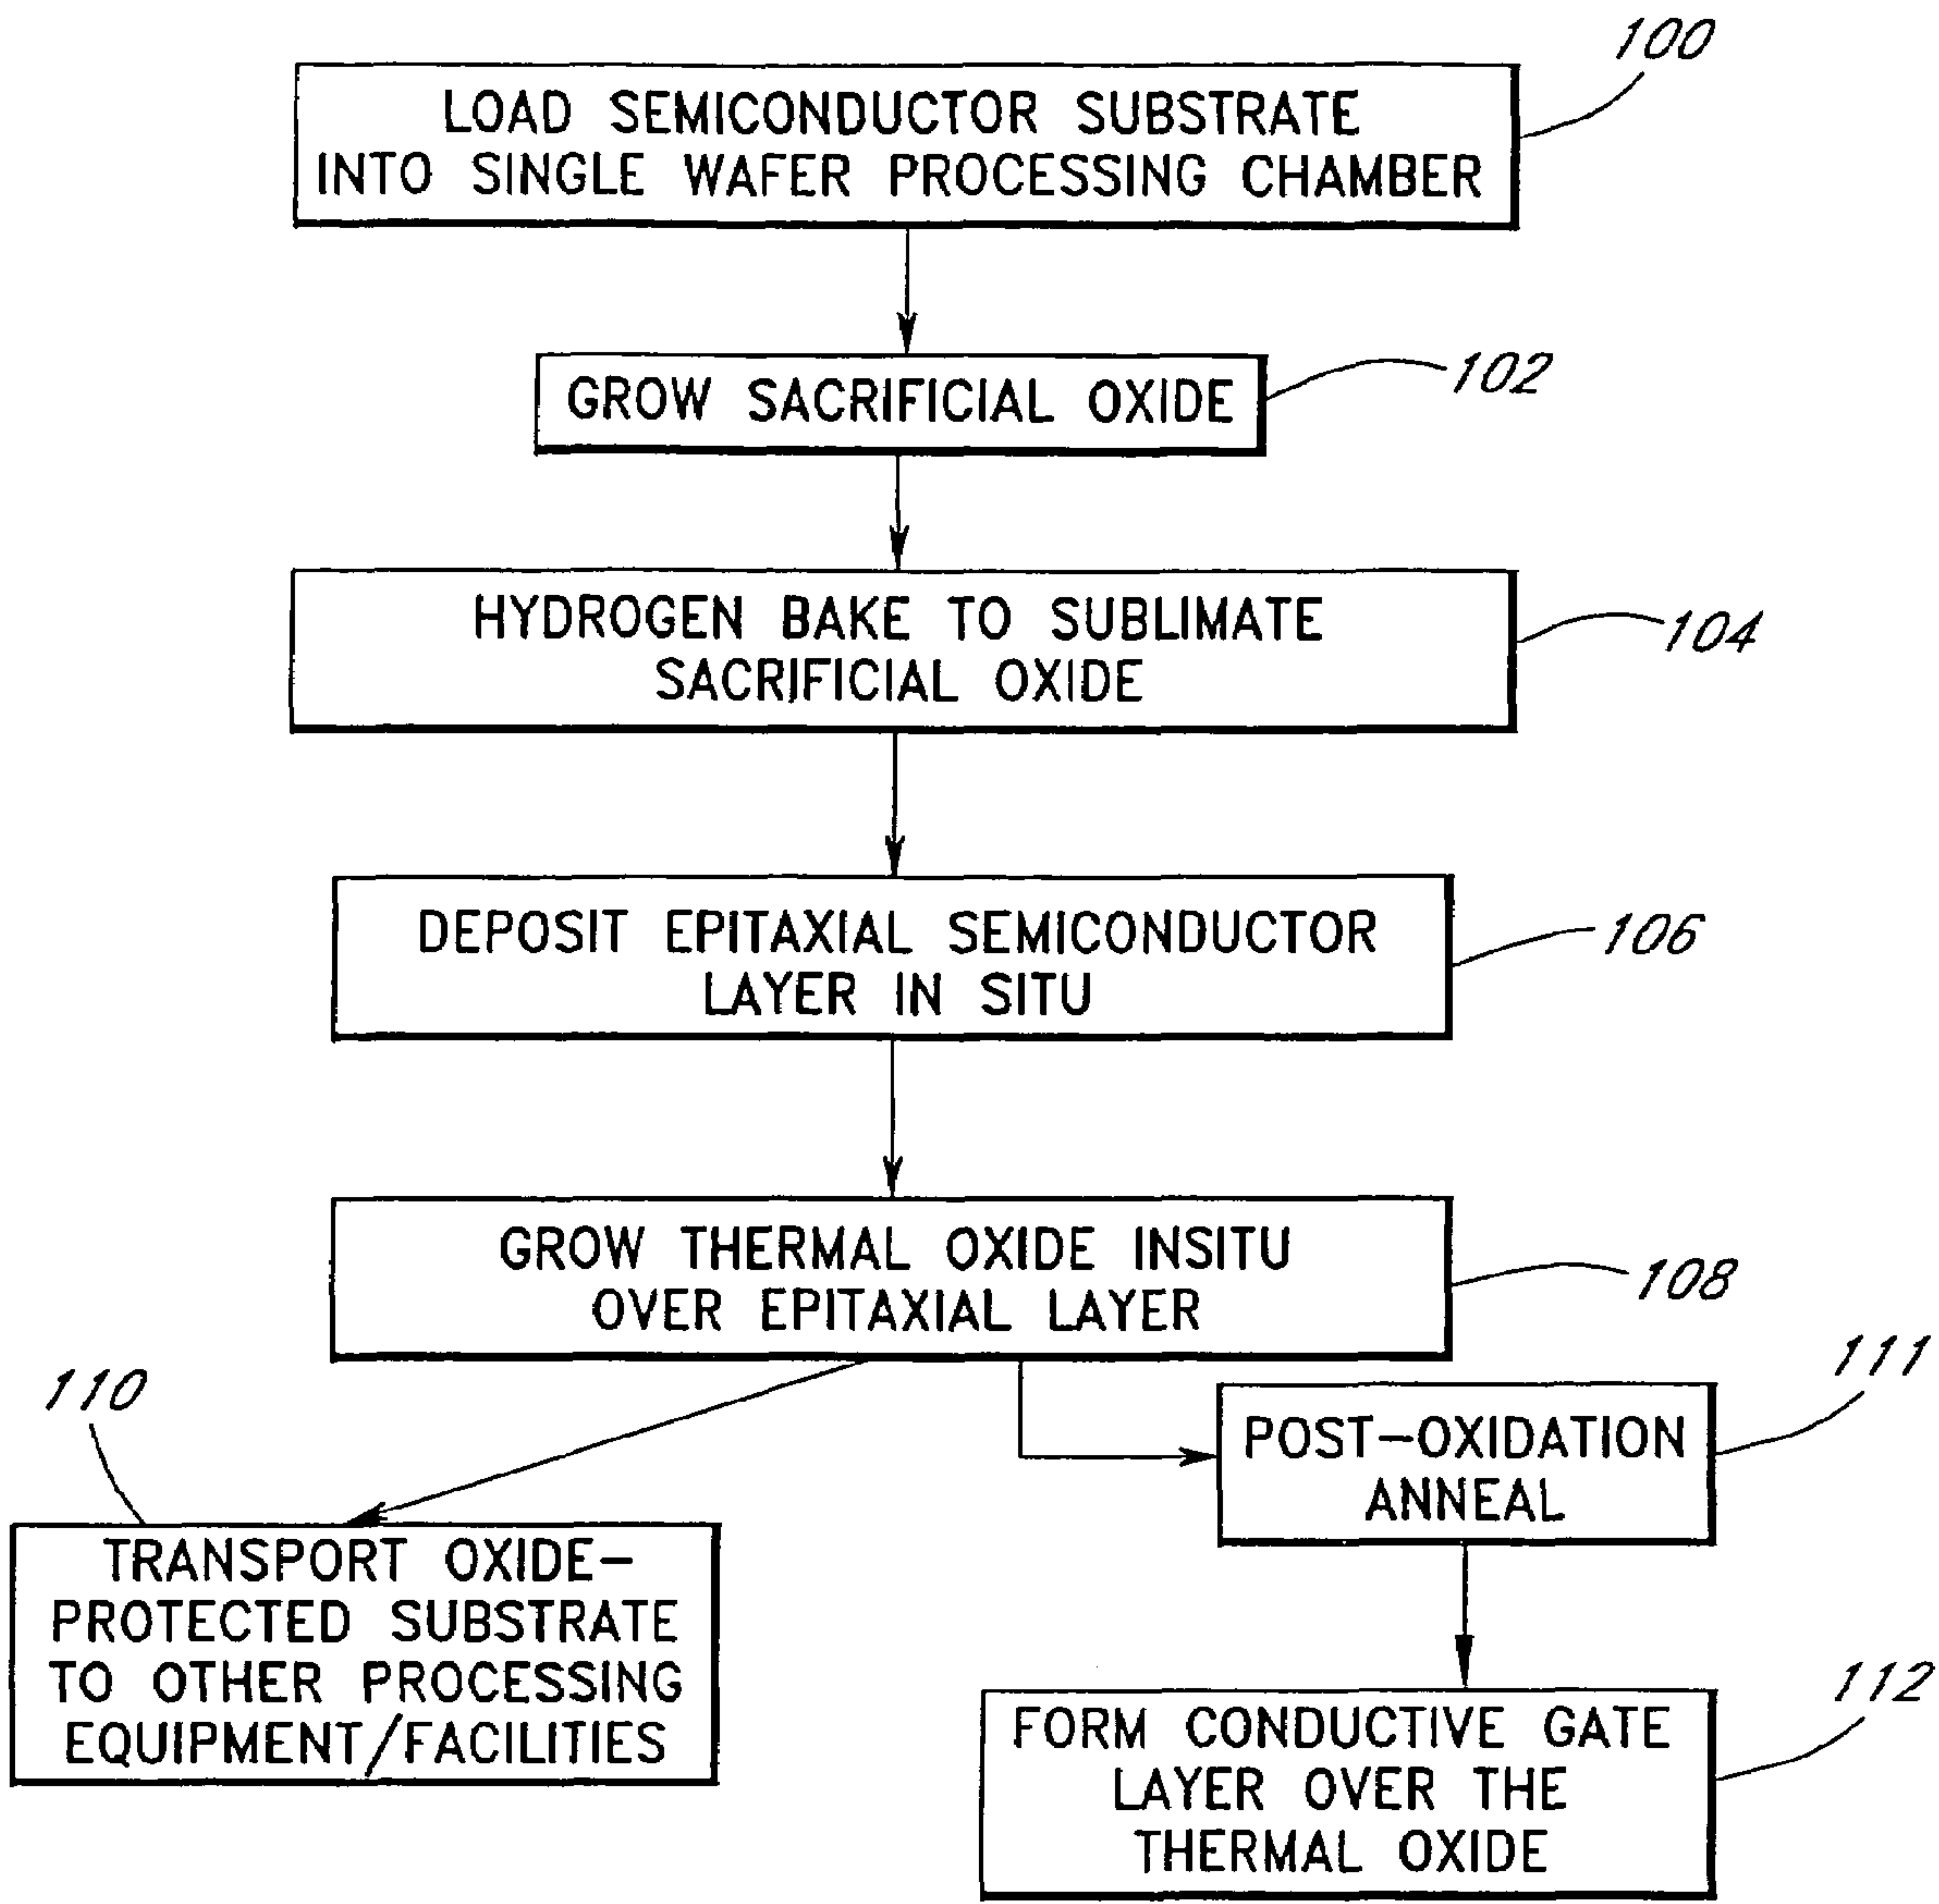 100
LOAD SEMICONDUCTOR SUBSTRATE
INTO SINGLE WAFER PROCESSING CHAMBER
102
GROW SACRIFICIAL OXIDE
104
HYDROGEN BAKE TO SUBLIMATE
SACRIFICIAL OXIDE
106
DEPOSIT EPITAXIAL SEMICONDUCTOR
LAYER IN SITU
108
GROW THERMAL OXIDE INSITU
OVER EPITAXIAL LAYER
110
TRANSPORT OXIDE-
PROTECTED SUBSTRATE
TO OTHER PROCESSING
EQUIPMENT/FACILITIES
111
POST-OXIDATION
ANNEAL
112
FORM CONDUCTIVE GATE
LAYER OVER THE
THERMAL OXIDE